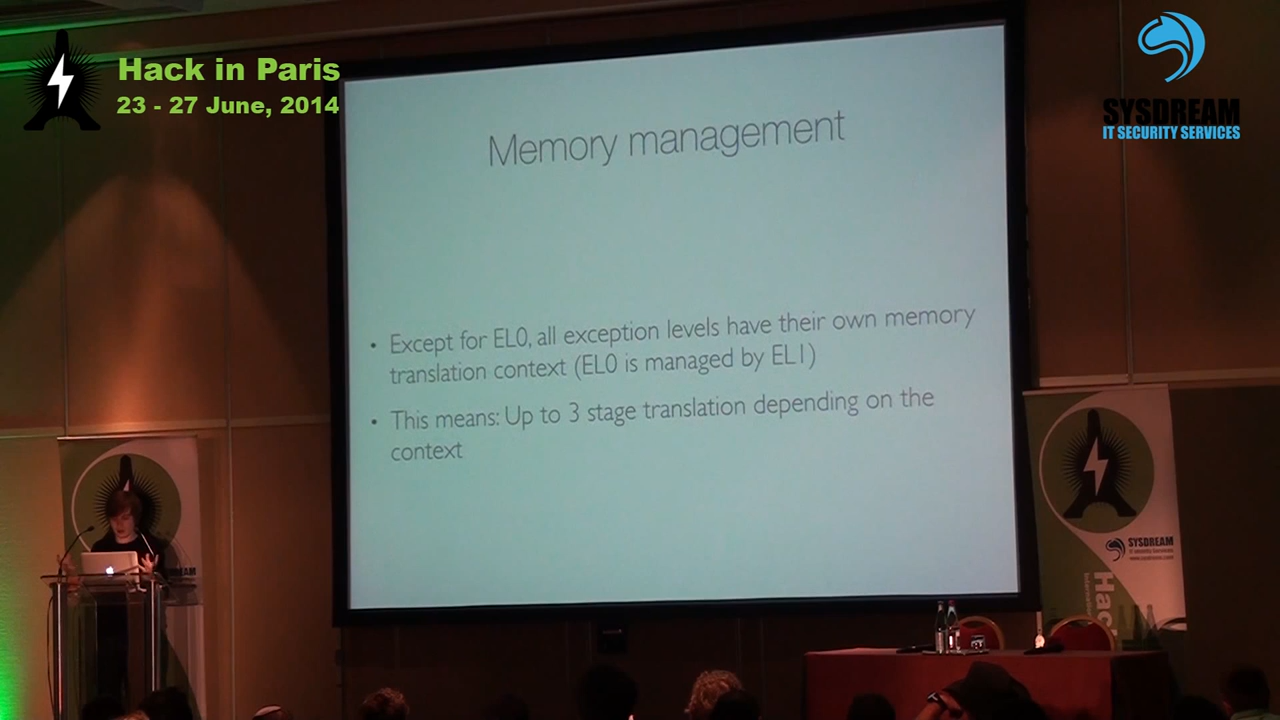 Hack in Paris
23 - 27 June, 2014
SYSDREAM
IT SECURITY SERVICES
Memory management
• Except for EL0, all exception levels have their own memory
translation context (EL0 is managed by EL1)
• This means: Up to 3 stage translation depending on the
context
SYSDREAM
Hac